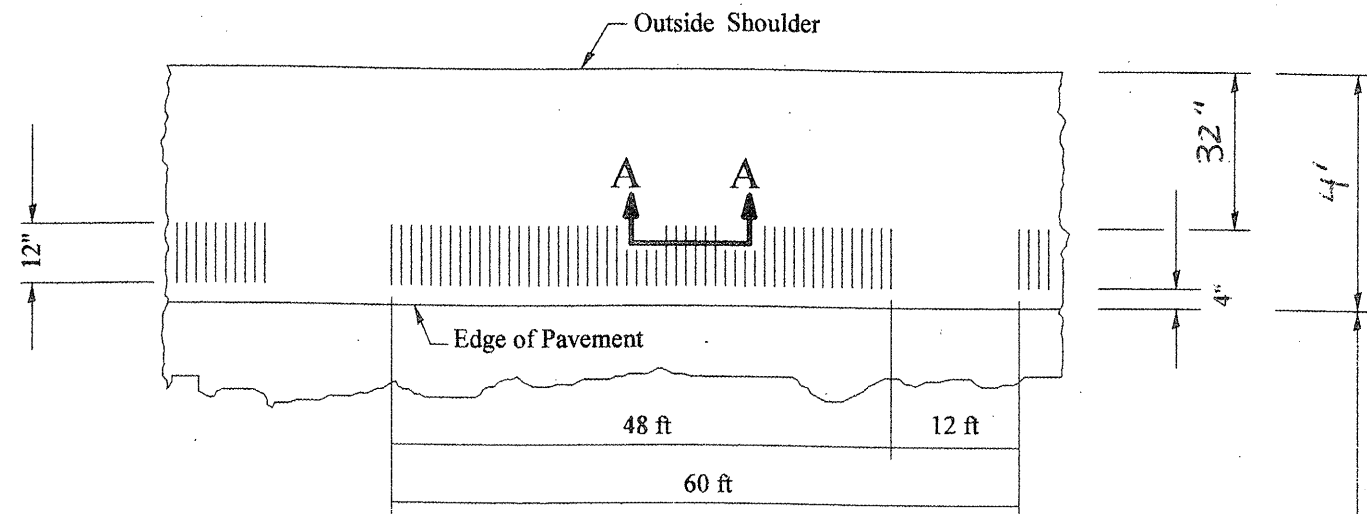 Outside Shoulder
A A
32"
4'
12"
4"
Edge of Pavement
48 ft
12 ft
60 ft